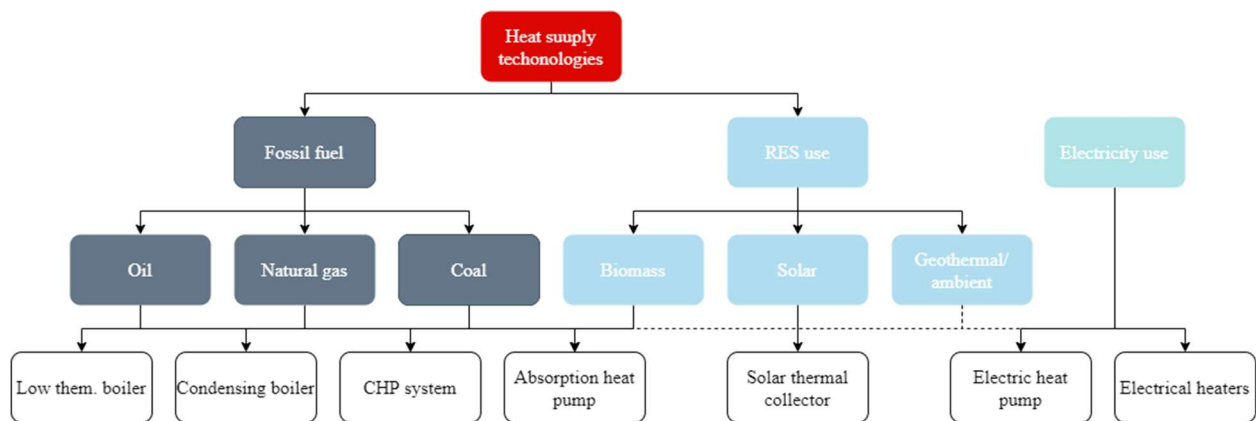 Heat suuply
techonologies
Fossil fuel
RES use
Electricity use
Oil
Natural gas
Coal
Biomass
Solar
Geothermal/
ambient
Low them. boiler
Condensing boiler
CHP system
Absorption heat
pump
Solar thermal
collector
Electric heat
pump
Electrical heaters